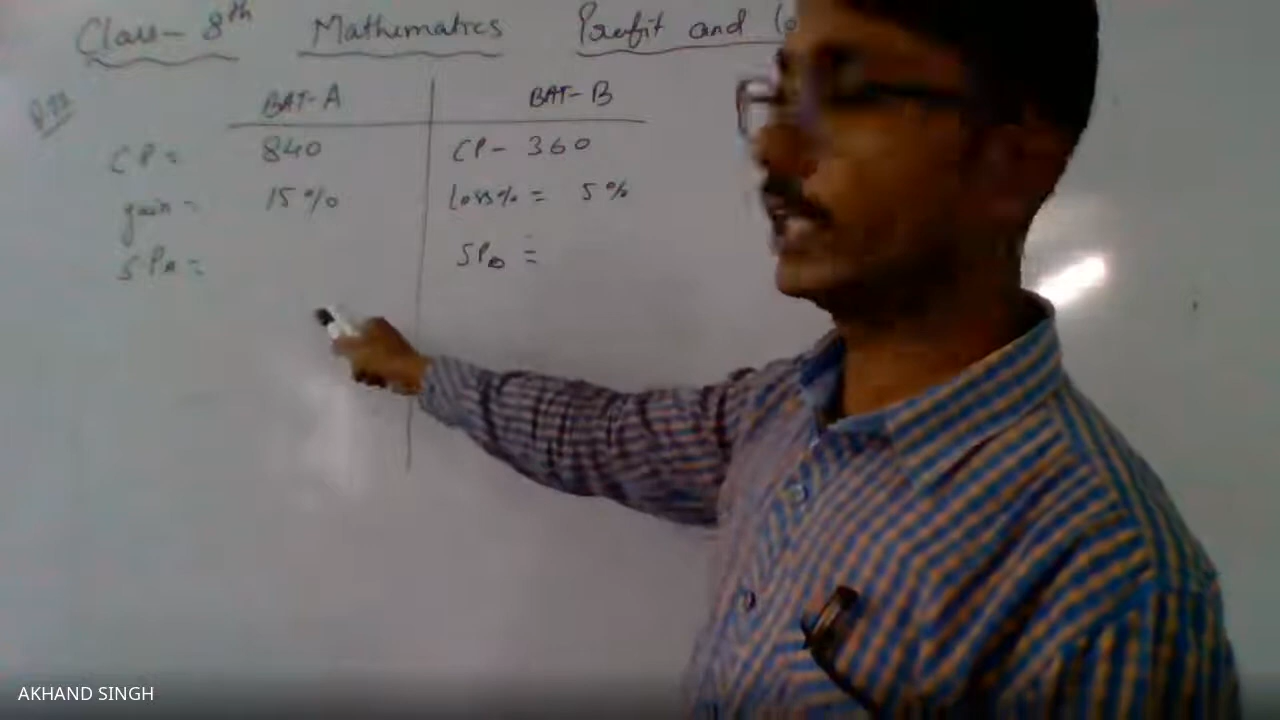 Class- 8th Mathematics Profit and lo
BAT-A BAT-B
CP = 840 CP- 360
gain = 15% loss% = 5%
SPA = SPB =
AKHAND SINGH